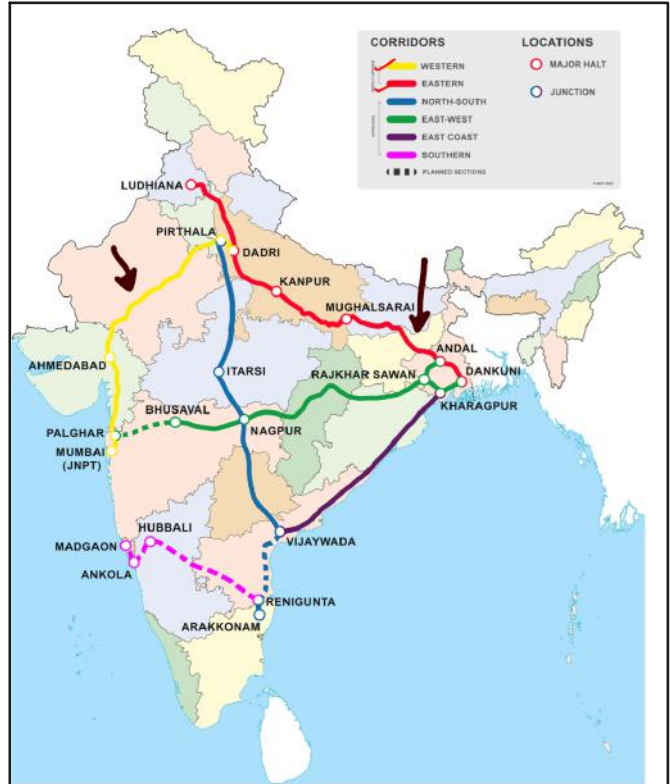 CORRIDORS
WESTERN
EASTERN
NORTH-SOUTH
EAST-WEST
EAST COAST
SOUTHERN
PLANNED SECTIONS
LOCATIONS
MAJOR HALT
JUNCTION
LUDHIANA
PIRTHALA
DADRI
KANPUR
MUGHALSARAI
ANDAL
AHMEDABAD
ITARSI
RAJKHAR SAWAN
DANKUNI
BHUSAVAL
KHARAGPUR
PALGHAR
NAGPUR
MUMBAI
(JNPT)
HUBBALI
VIJAYWADA
MADGAON
ANKOLA
RENIGUNTA
ARAKKONAM